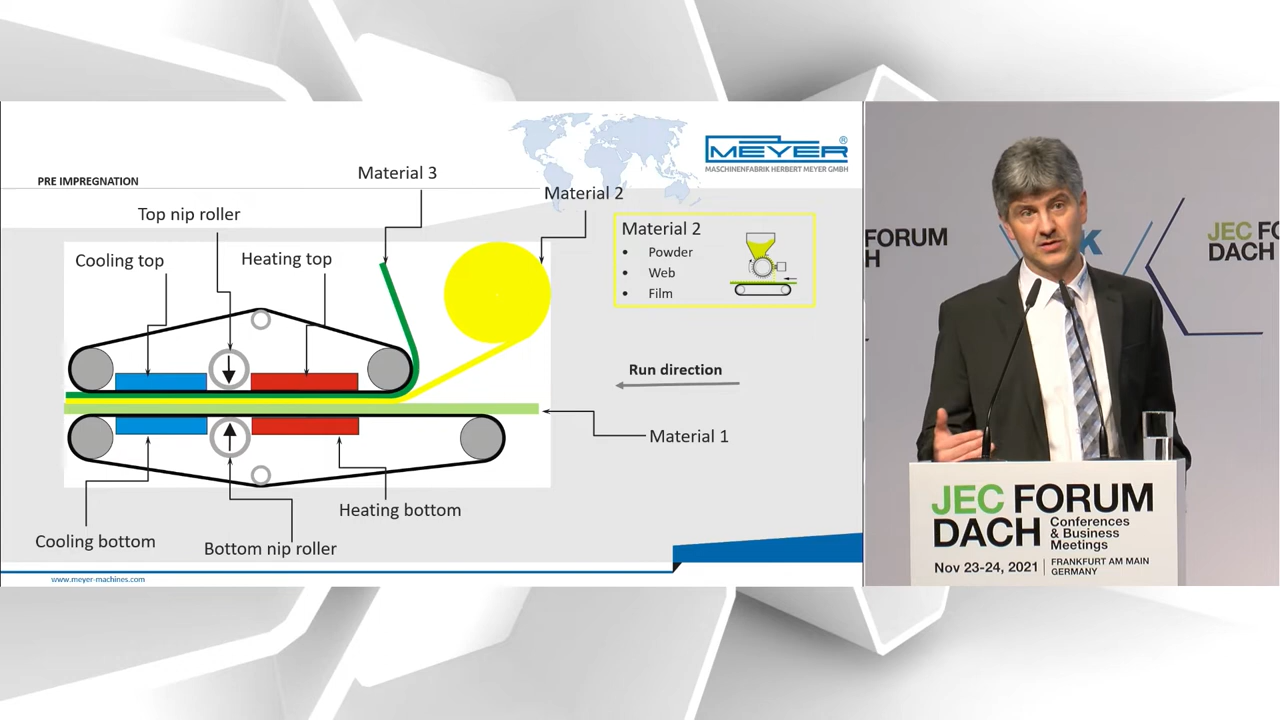 MEYER®
MASCHINENFABRIK HERBERT MEYER GMBH
PRE IMPREGNATION
Material 3
Material 2
Top nip roller
Cooling top
Heating top
Material 2
• Powder
• Web
• Film
Run direction
Material 1
Heating bottom
Cooling bottom
Bottom nip roller
www.meyer-machines.com
FORUM
H
K
JEC FO
DACH
JEC FORUM
DACH
Conferences
& Business
Meetings
Nov 23-24, 2021
FRANKFURT AM MAIN
GERMANY